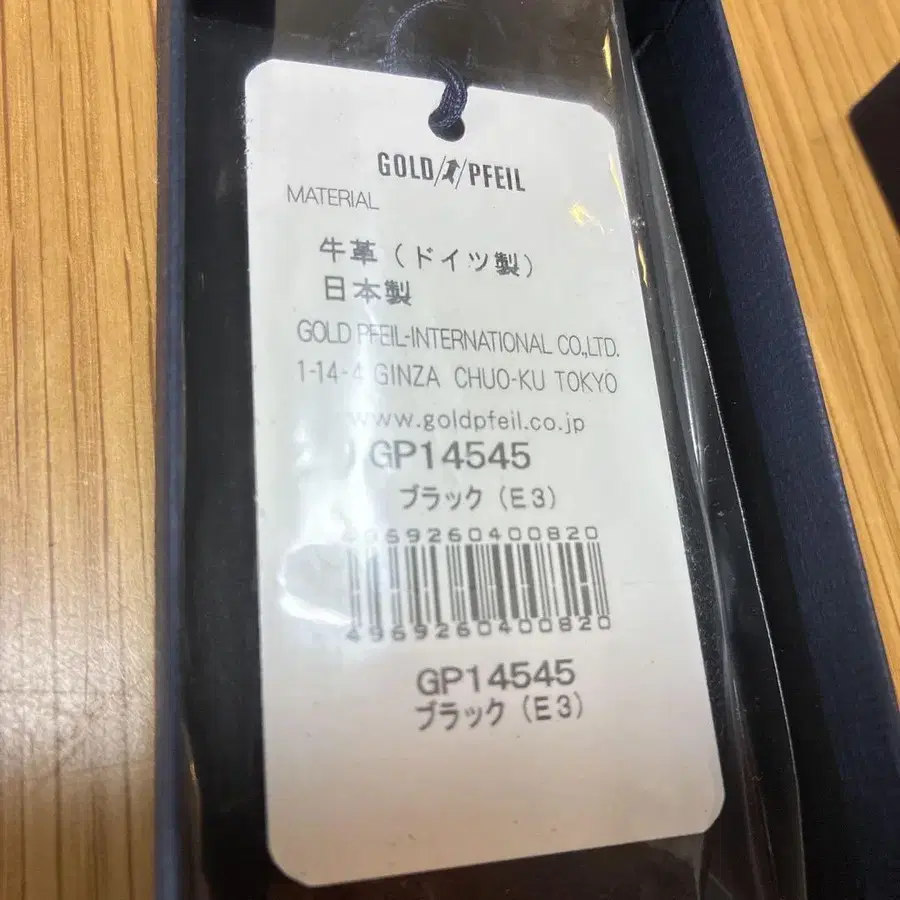 GOLD PFEIL
MATERIAL
牛革(ドイツ製)
日本製
GOLD PFEIL-INTERNATIONAL CO.,LTD.
1-14-4 GINZA CHUO-KU TOKYO
www.goldpfeil.co.jp
GP14545
ブラック(E3)
4969260400820
4969260400820
GP14545
ブラック(E3)